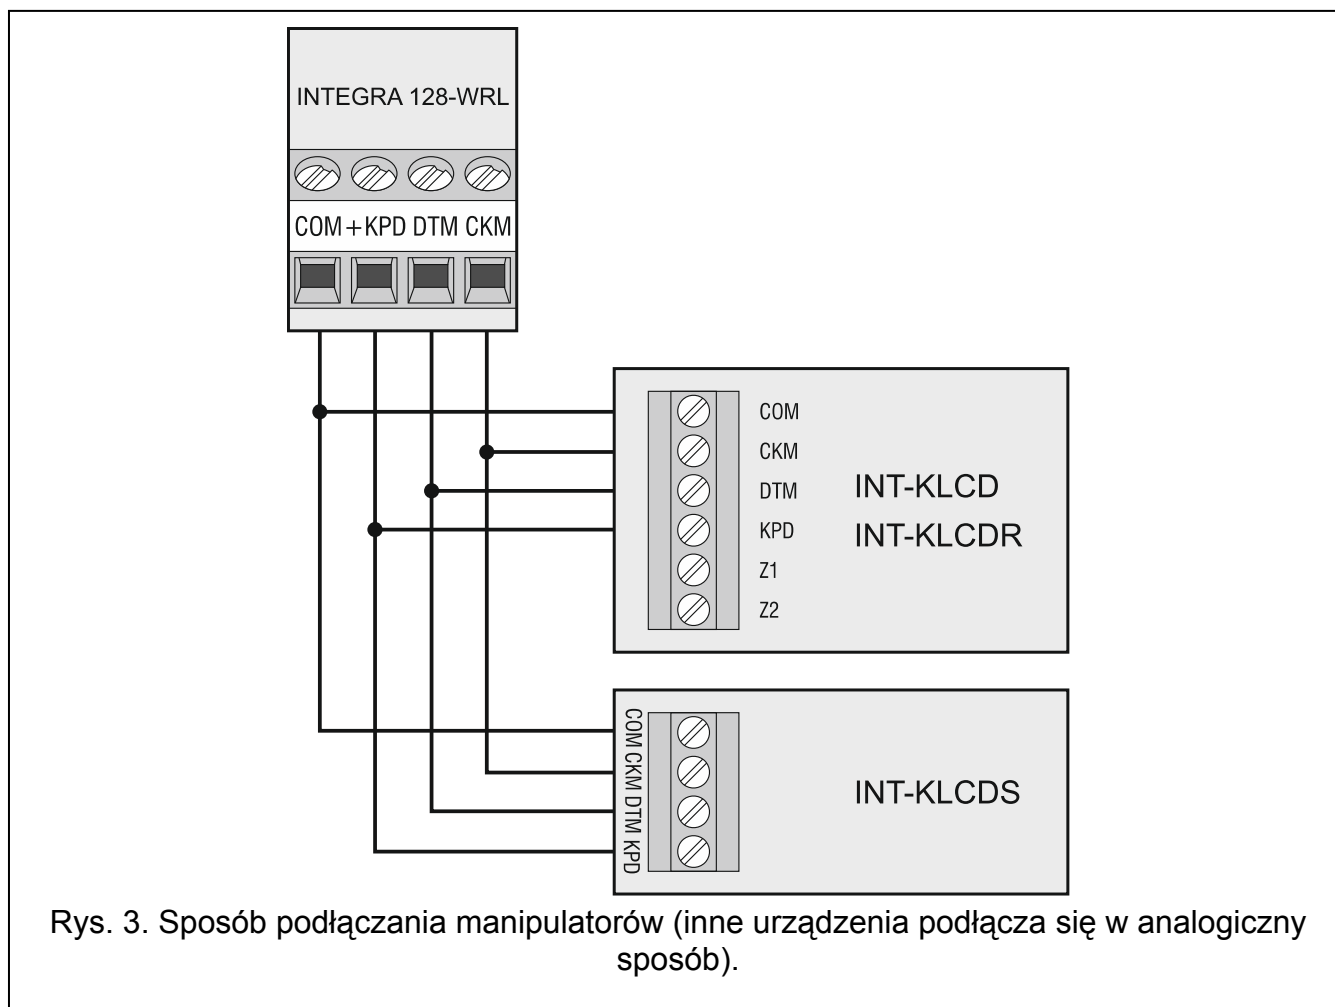 INTEGRA 128-WRL
COM +KPD DTM CKM
COM
CKM
DTM
KPD
Z1
Z2
INT-KLCD
INT-KLCDR
COM CKM DTM KPD
INT-KLCDS
Rys. 3. Sposób podłączania manipulatorów (inne urządzenia podłącza się w analogiczny
sposób).